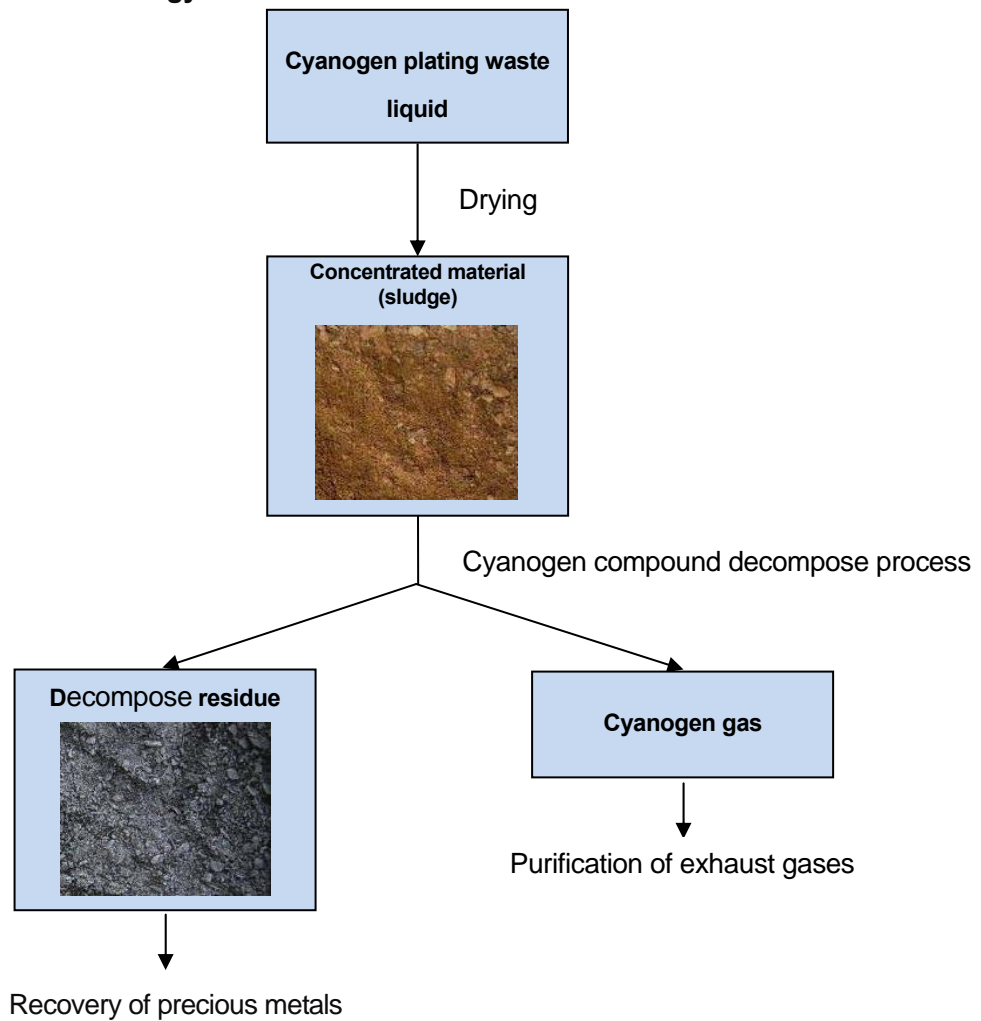 Cyanogen plating waste
liquid
Drying
Concentrated material
(sludge)
Cyanogen compound decompose process
Decompose residue
Cyanogen gas
Purification of exhaust gases
Recovery of precious metals